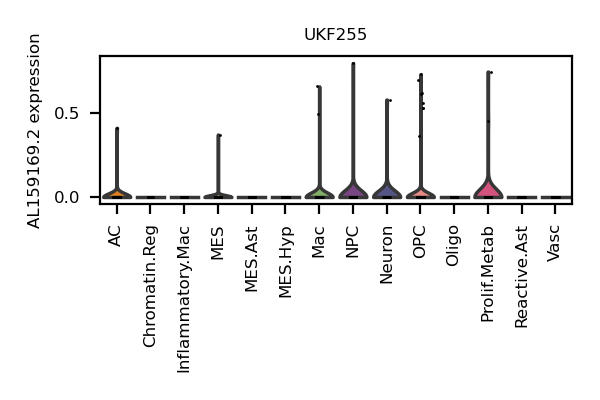 UKF255
AL159169.2 expression
0.5
0.0
AC
Chromatin.Reg
Inflammatory.Mac
MES
MES.Ast
MES.Hyp
Mac
NPC
Neuron
OPC
Oligo
Prolif.Metab
Reactive.Ast
Vasc